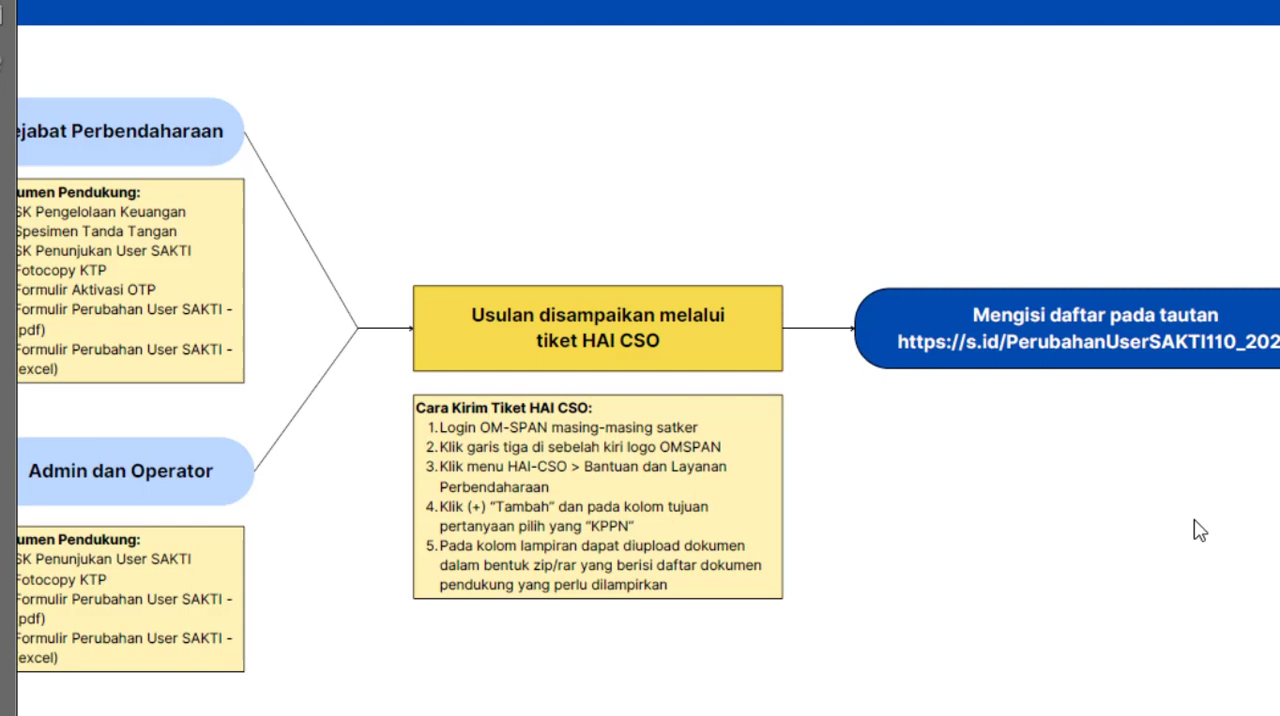 ejabat Perbendaharaan
umen Pendukung:
SK Pengelolaan Keuangan
Spesimen Tanda Tangan
SK Penunjukan User SAKTI
Fotocopy KTP
Formulir Aktivasi OTP
Formulir Perubahan User SAKTI -
pdf)
Formulir Perubahan User SAKTI -
excel)
Admin dan Operator
umen Pendukung:
SK Penunjukan User SAKTI
Fotocopy KTP
Formulir Perubahan User SAKTI -
pdf)
Formulir Perubahan User SAKTI -
excel)
Usulan disampaikan melalui
tiket HAI CSO
Cara Kirim Tiket HAI CSO:
1. Login OM-SPAN masing-masing satker
2. Klik garis tiga di sebelah kiri logo OMSPAN
3. Klik menu HAI-CSO > Bantuan dan Layanan
Perbendaharaan
4. Klik (+) "Tambah" dan pada kolom tujuan
pertanyaan pilih yang "KPPN"
5. Pada kolom lampiran dapat diupload dokumen
dalam bentuk zip/rar yang berisi daftar dokumen
pendukung yang perlu dilampirkan
Mengisi daftar pada tautan
https://s.id/PerubahanUserSAKTI110_202